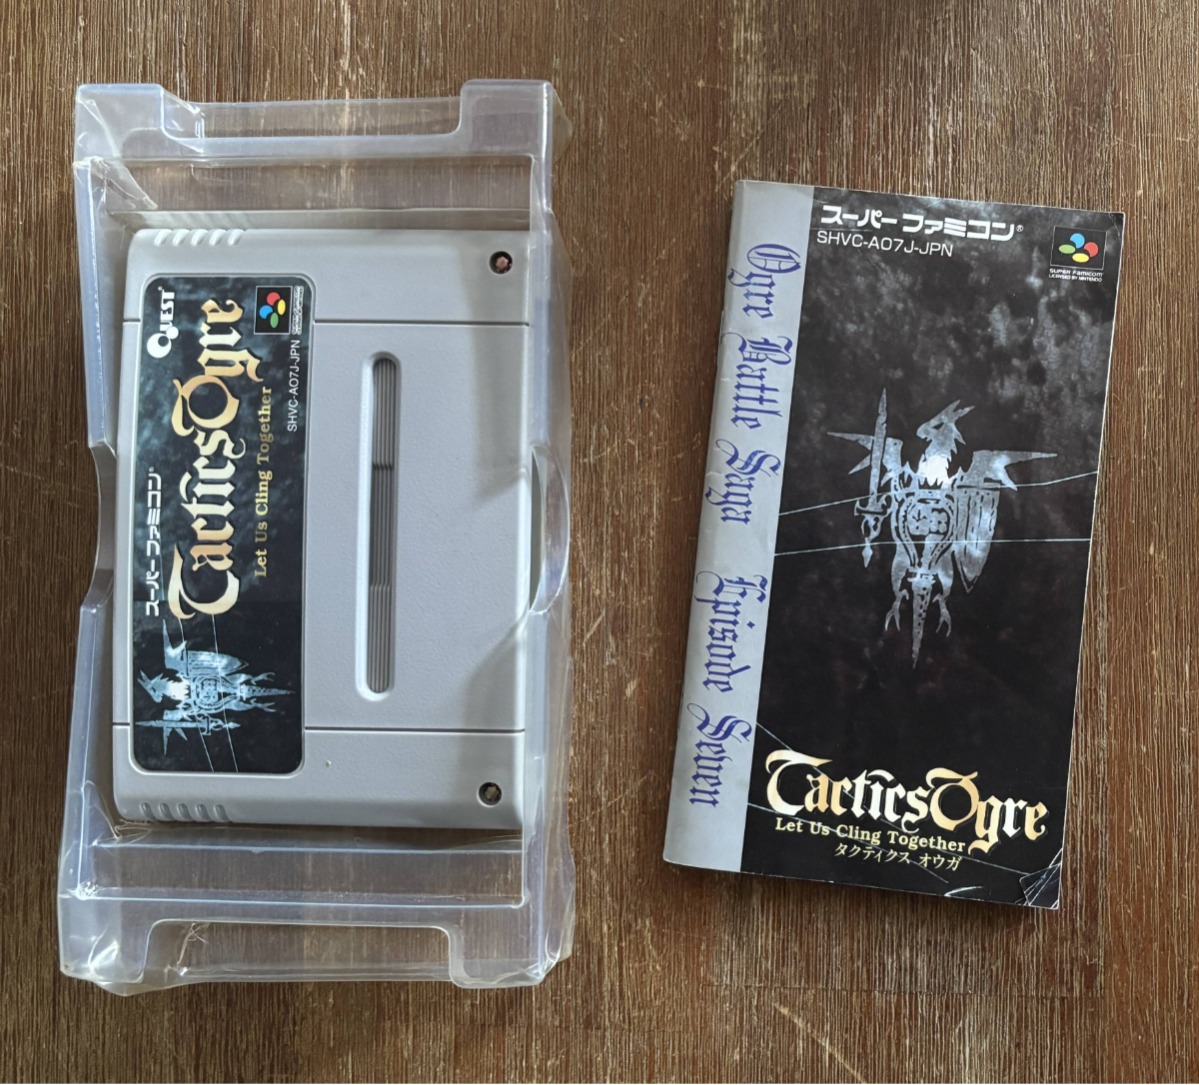 QUEST
スーパーファミコン®
TacticsOgre
Let Us Cling Together
SHVC-AO7J-JPN
スーパーファミコン®
SHVC-AO7J-JPN
SUPER FAMICOM
LICENSED BY NINTENDO
Ogre Battle Saga Episode Seven
TacticsOgre
Let Us Cling Together
タクティクス オウガ